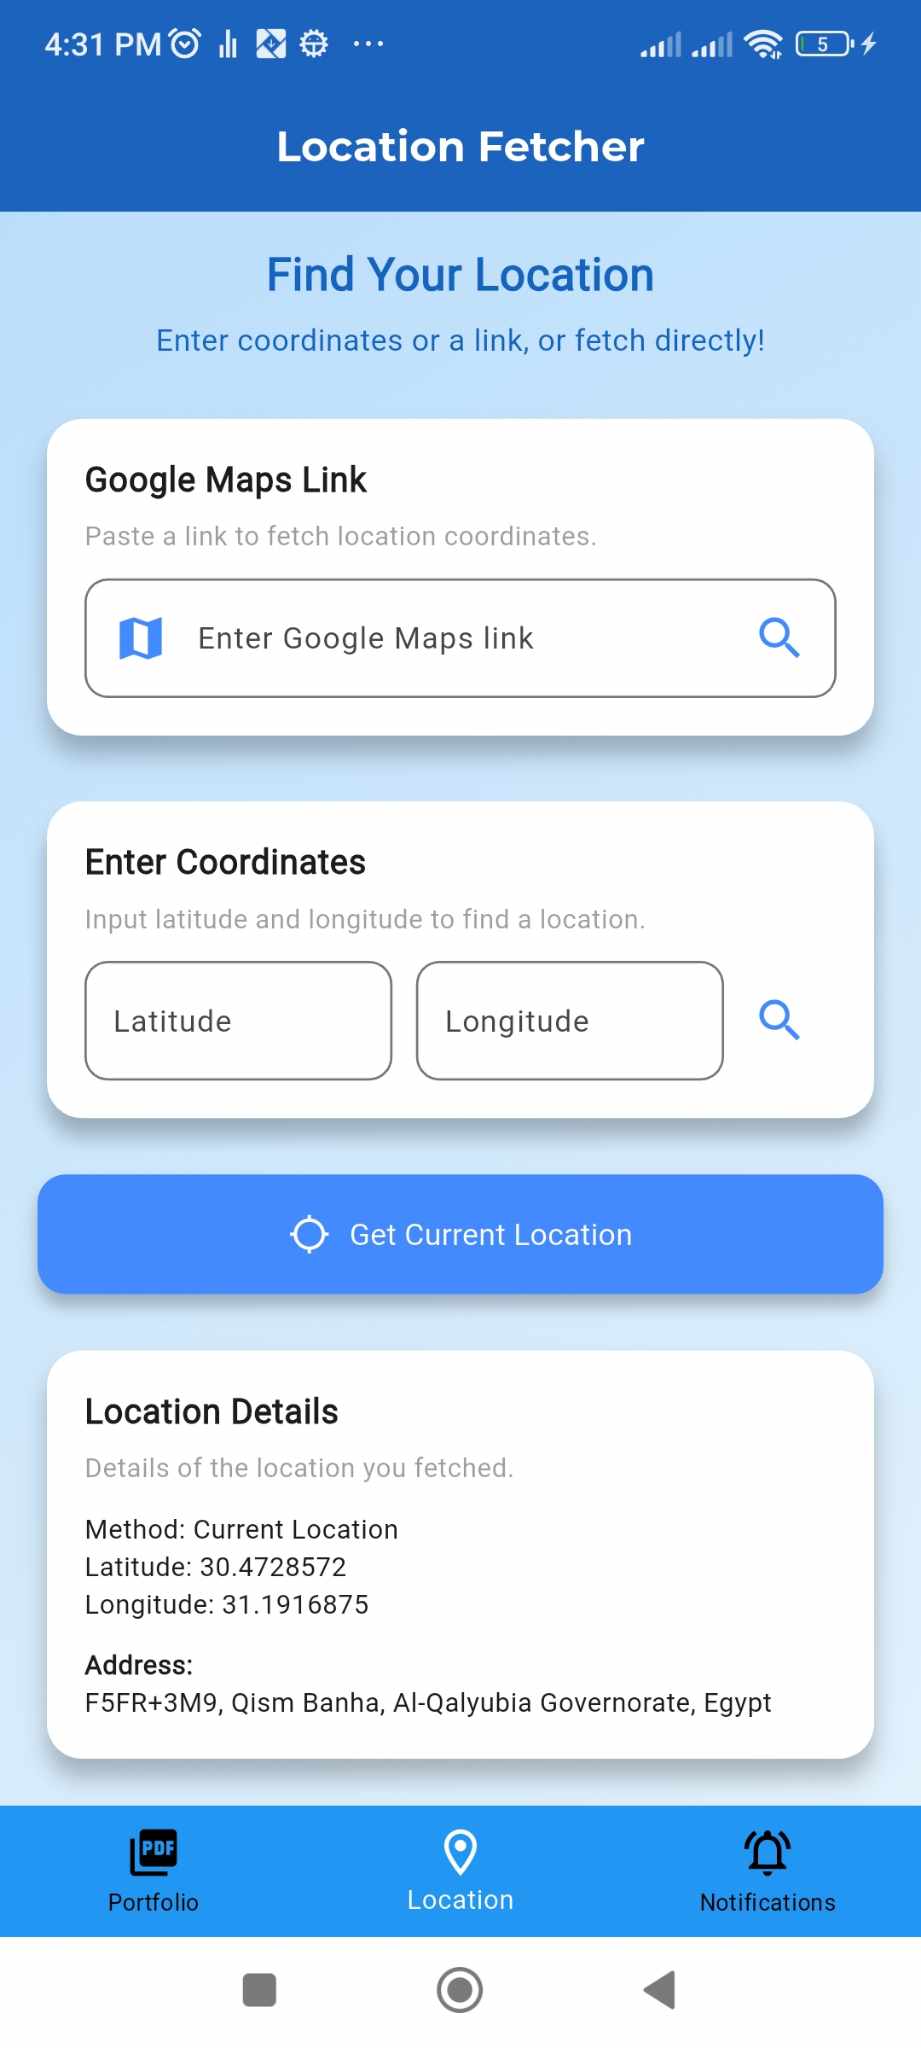 4:31 PM
5
Location Fetcher
Find Your Location
Enter coordinates or a link, or fetch directly!
Google Maps Link
Paste a link to fetch location coordinates.
Enter Google Maps link
Enter Coordinates
Input latitude and longitude to find a location.
Latitude
Longitude
Get Current Location
Location Details
Details of the location you fetched.
Method: Current Location
Latitude: 30.4728572
Longitude: 31.1916875
Address:
F5FR+3M9, Qism Banha, Al-Qalyubia Governorate, Egypt
PDF
Portfolio
Location
Notifications